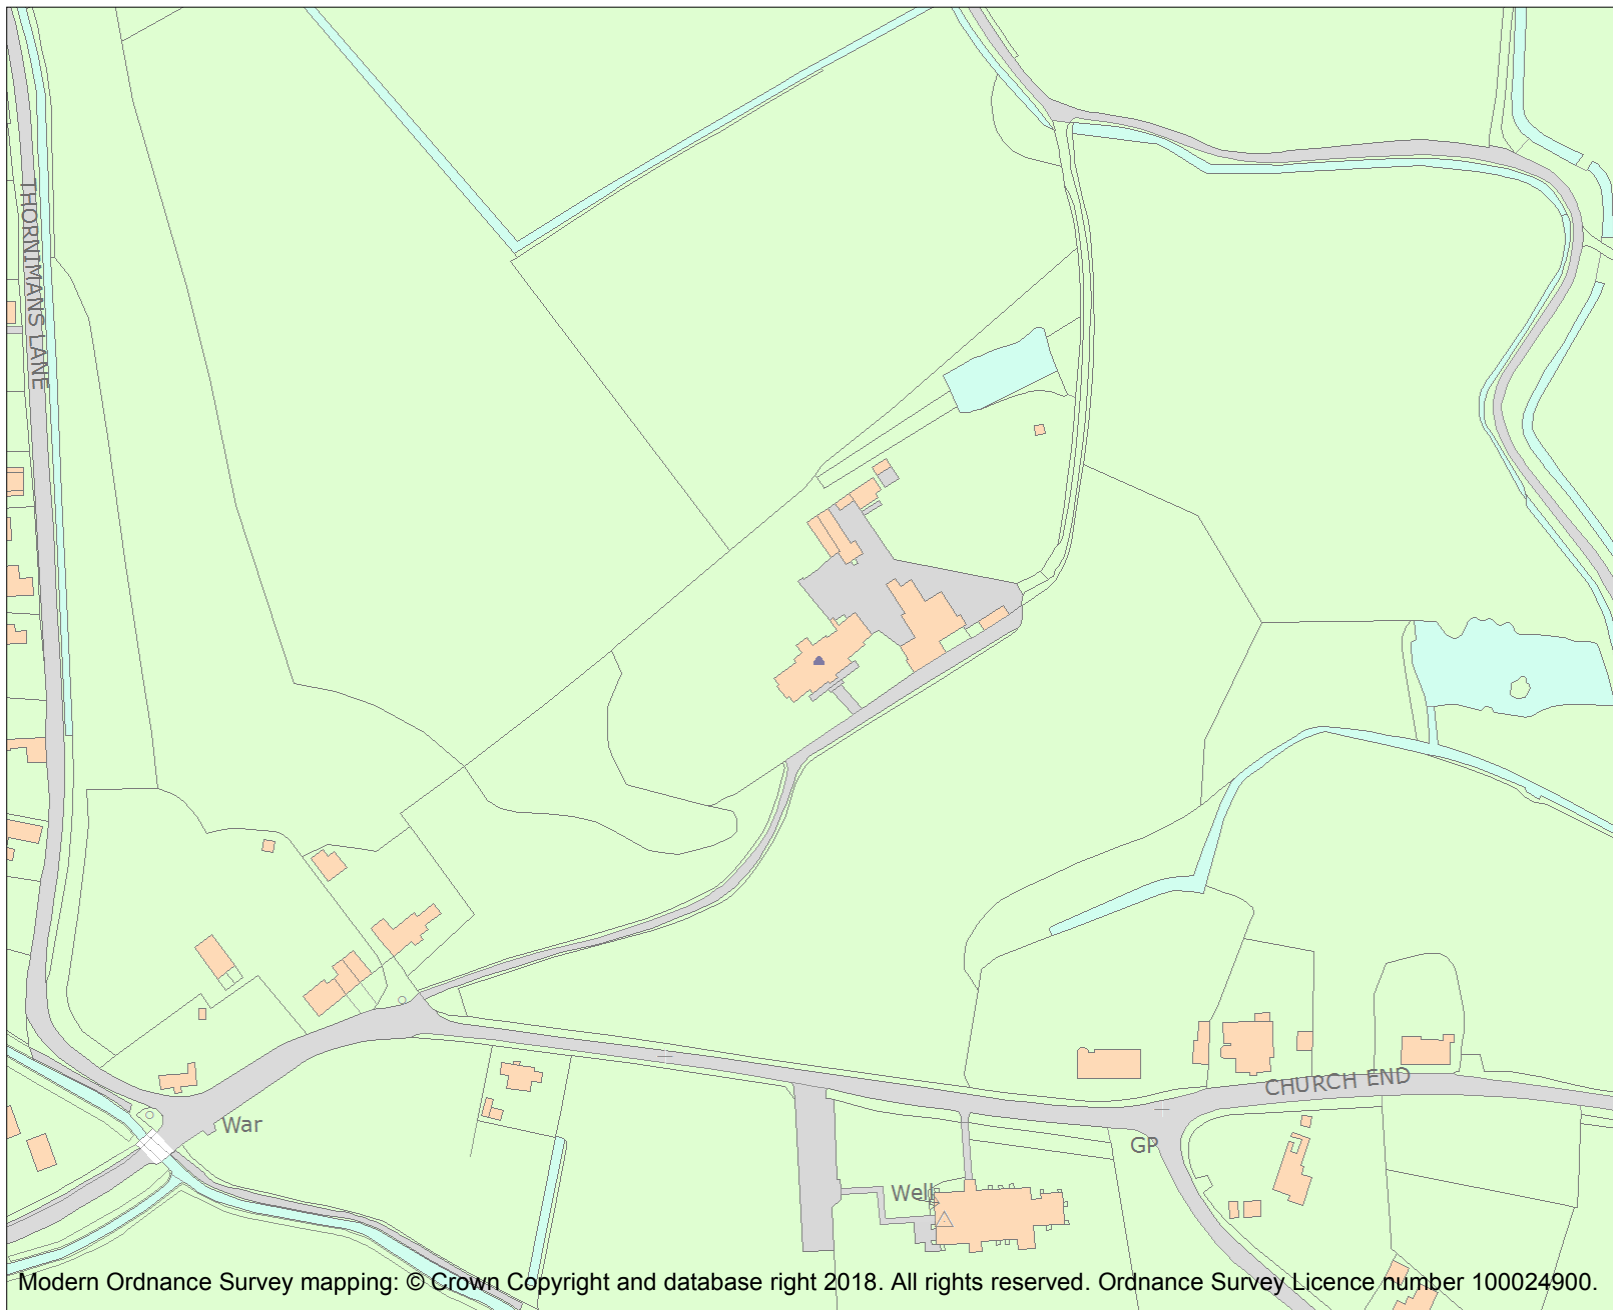 THORNIMANS LANE
CHURCH END
War
GP
Well
Modern Ordnance Survey mapping: © Crown Copyright and database right 2018. All rights reserved. Ordnance Survey Licence number 100024900.